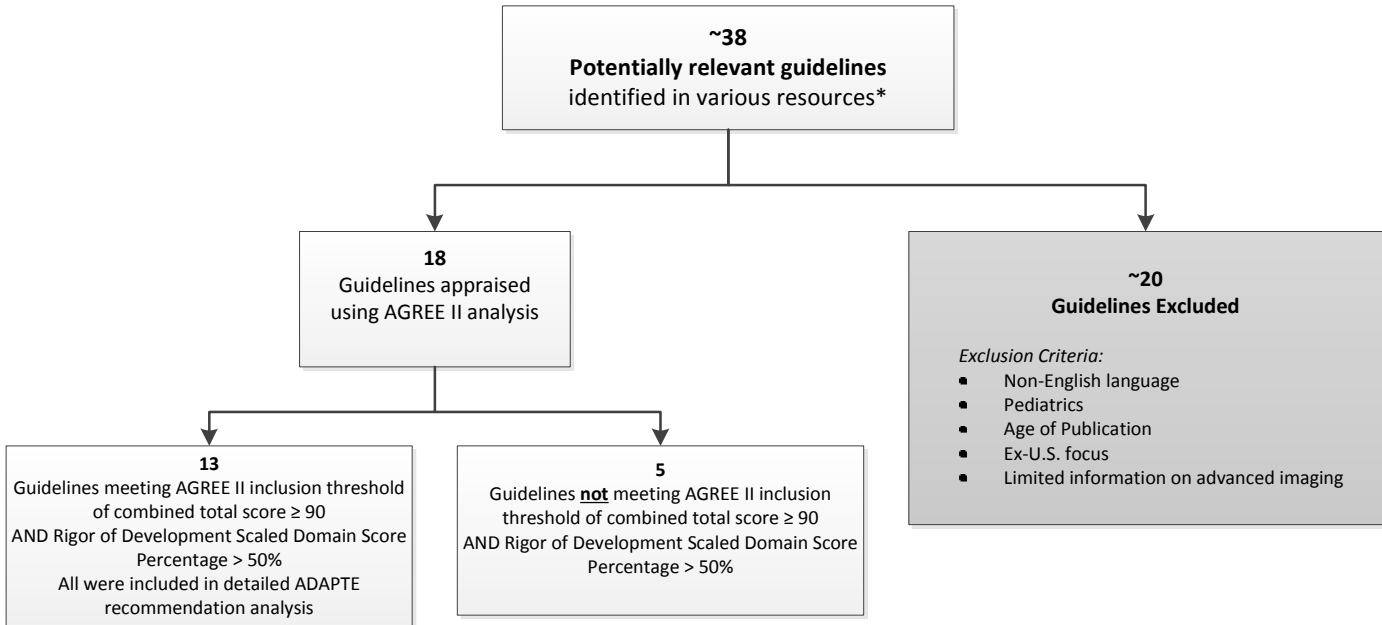 ~38
Potentially relevant guidelines
identified in various resources*
18
Guidelines appraised
using AGREE II analysis
~20
Guidelines Excluded
Exclusion Criteria:
▪ Non-English language
▪ Pediatrics
▪ Age of Publication
▪ Ex-U.S. focus
▪ Limited information on advanced imaging
13
Guidelines meeting AGREE II inclusion threshold
of combined total score ≥ 90
AND Rigor of Development Scaled Domain Score
Percentage > 50%
All were included in detailed ADAPTE
recommendation analysis
5
Guidelines not meeting AGREE II inclusion
threshold of combined total score ≥ 90
AND Rigor of Development Scaled Domain Score
Percentage > 50%